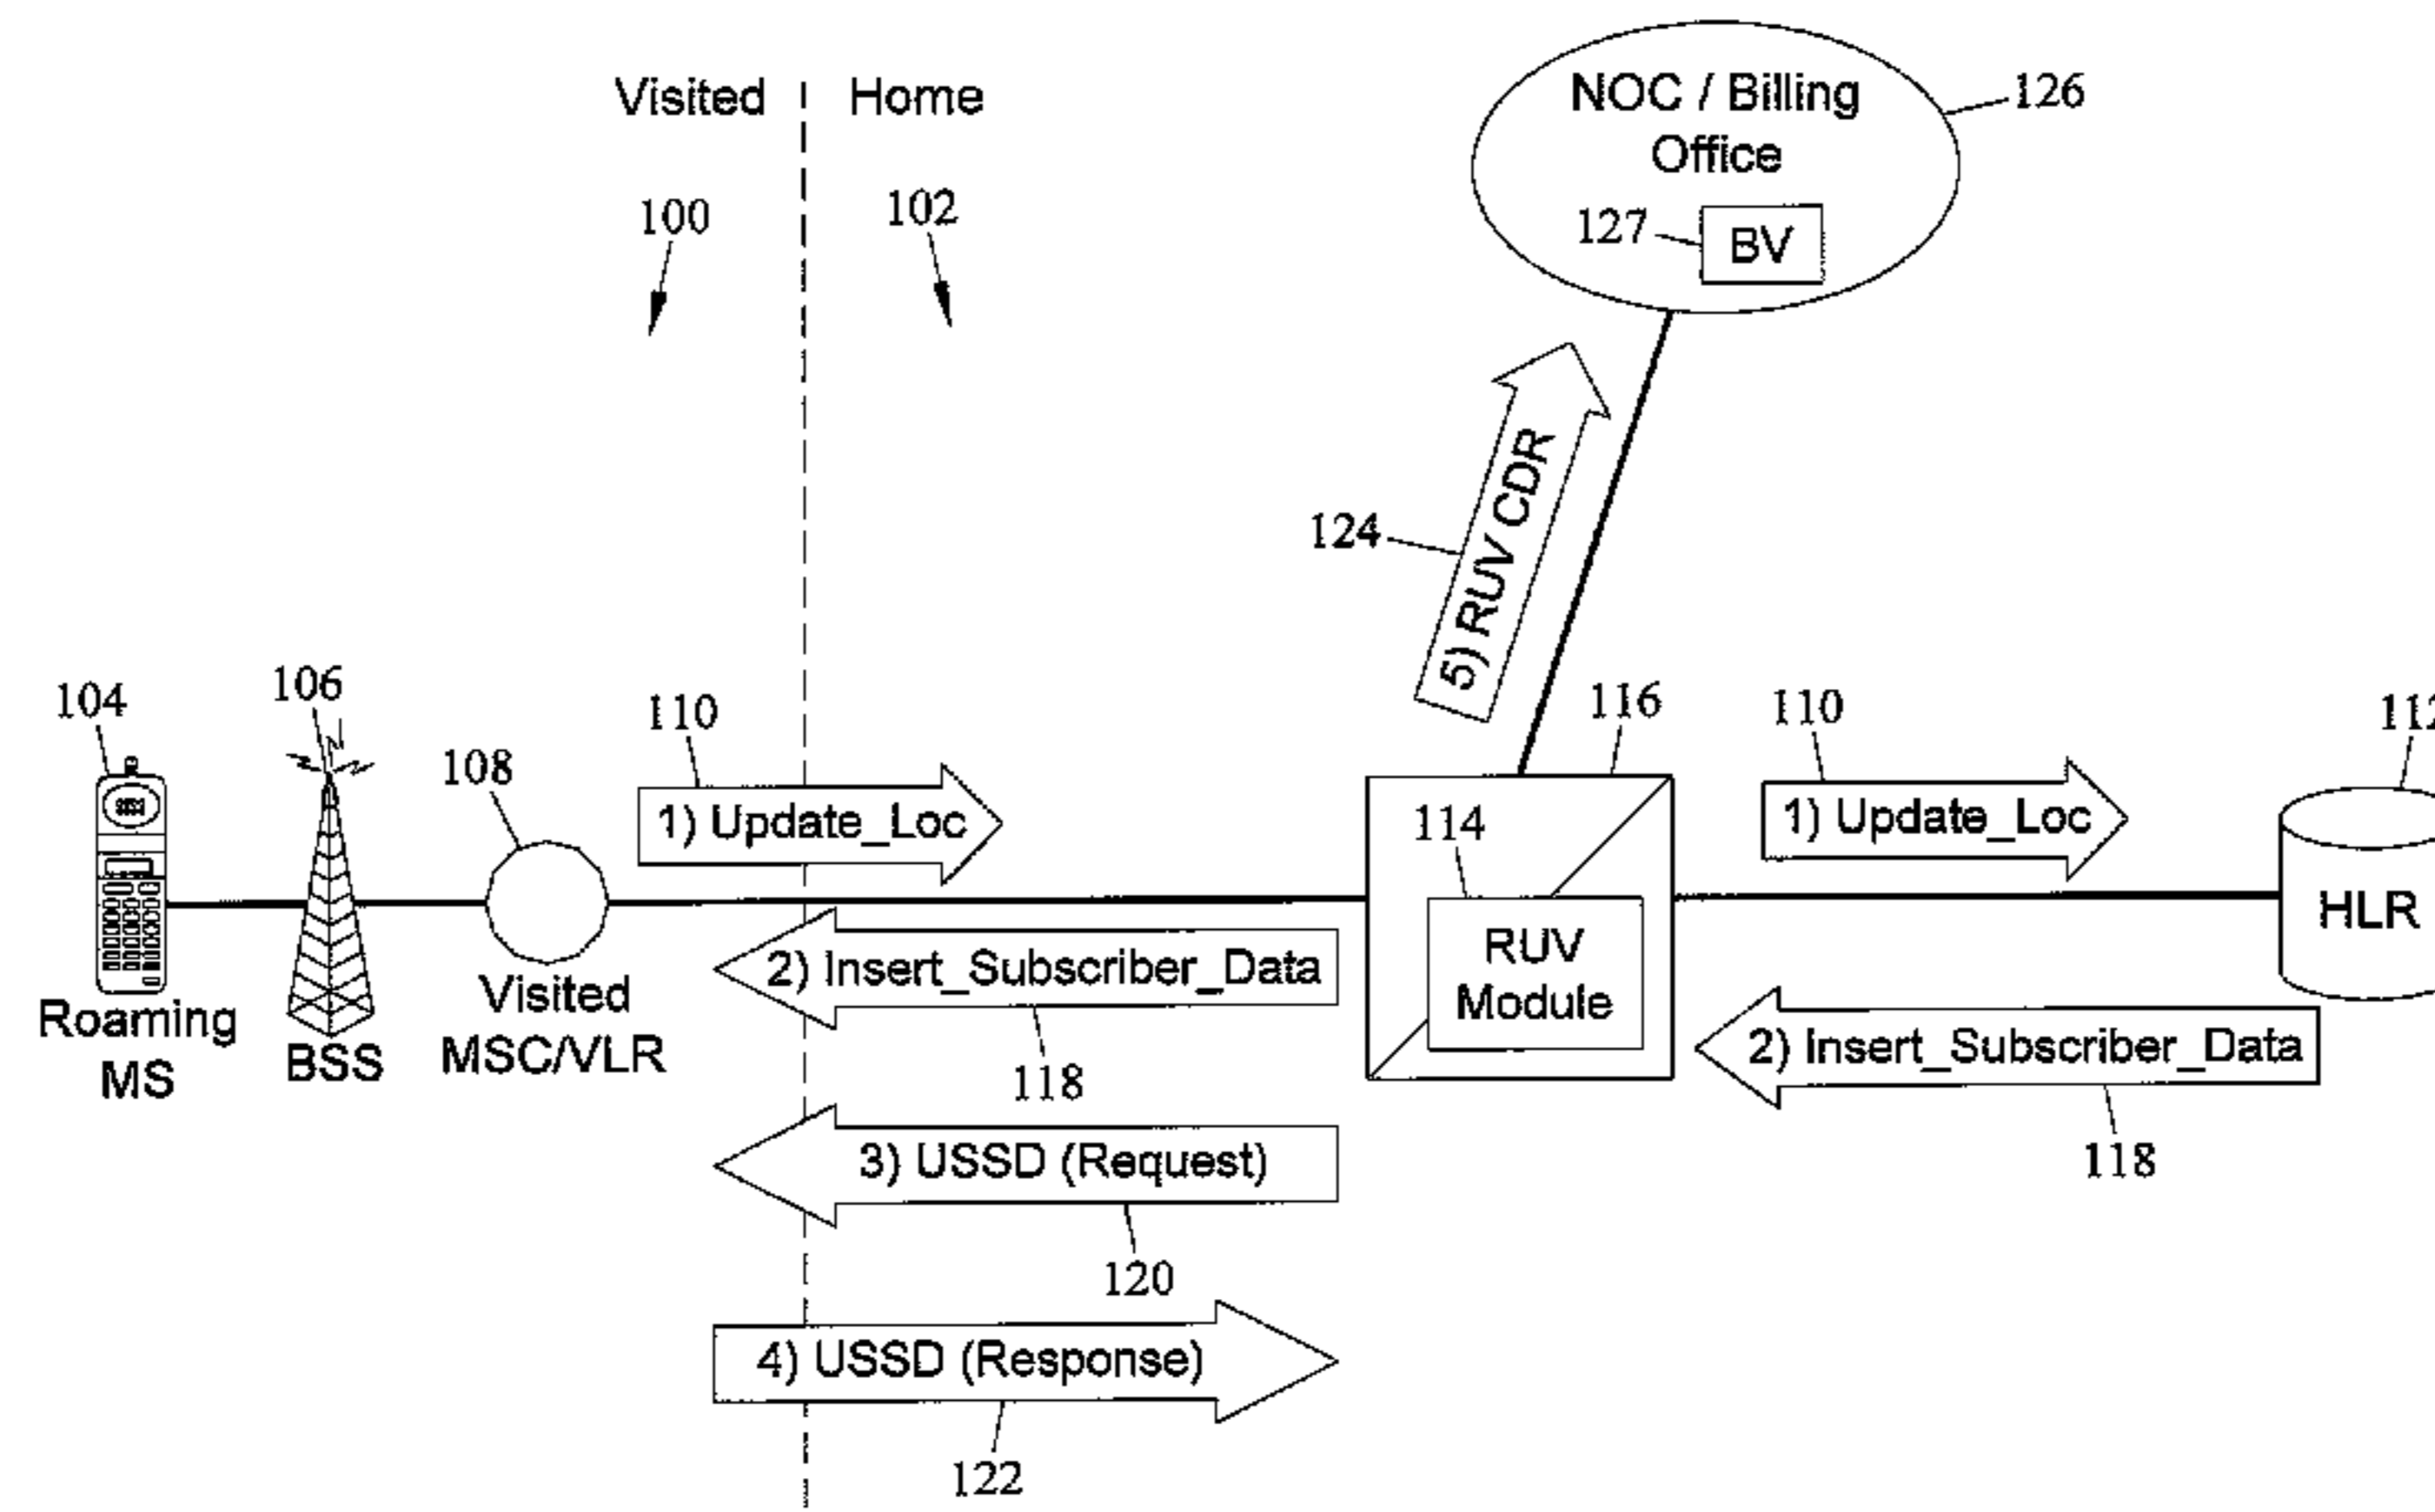 Visited
Home
NOC / Billing
Office
126
100
102
127
BV
124
5) RUV CDR
104
106
108
110
116
110
1) Update_Loc
114
1) Update_Loc
HLR
2) Insert_Subscriber_Data
RUV
Module
Roaming
MS
BSS
Visited
MSC/VLR
118
2) Insert_Subscriber_Data
118
3) USSD (Request)
120
4) USSD (Response)
122